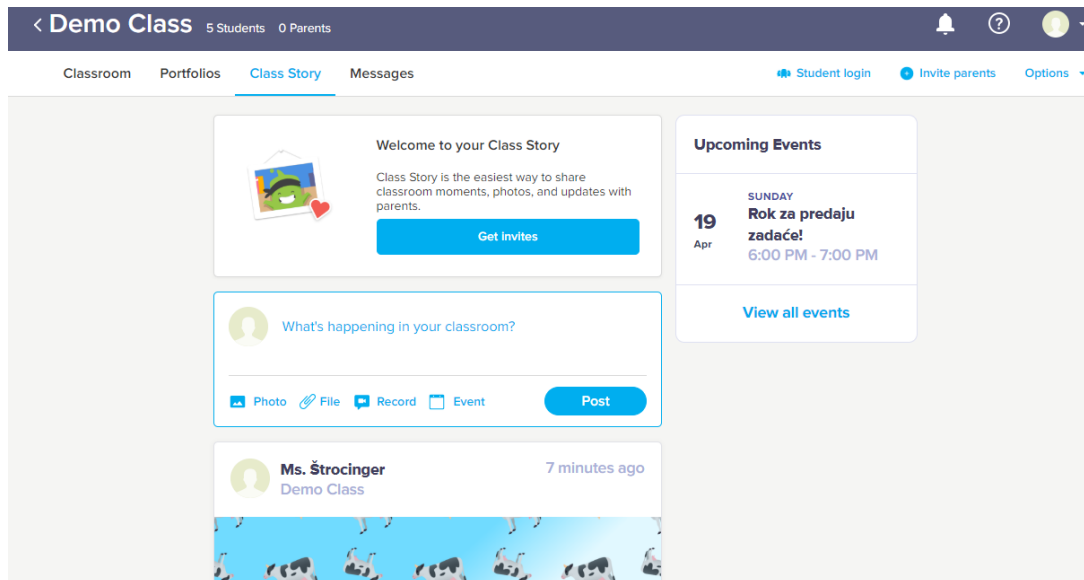 Demo Class 5 Students 0 Parents
Classroom Portfolios Class Story Messages Student login Invite parents Options
Welcome to your Class Story
Class Story is the easiest way to share
classroom moments, photos, and updates with
parents.
Get invites
What's happening in your classroom?
Photo File Record Event Post
Ms. Štrocinger 7 minutes ago
Demo Class
Upcoming Events
SUNDAY
19 Rok za predaju
Apr zadaće!
6:00 PM - 7:00 PM
View all events